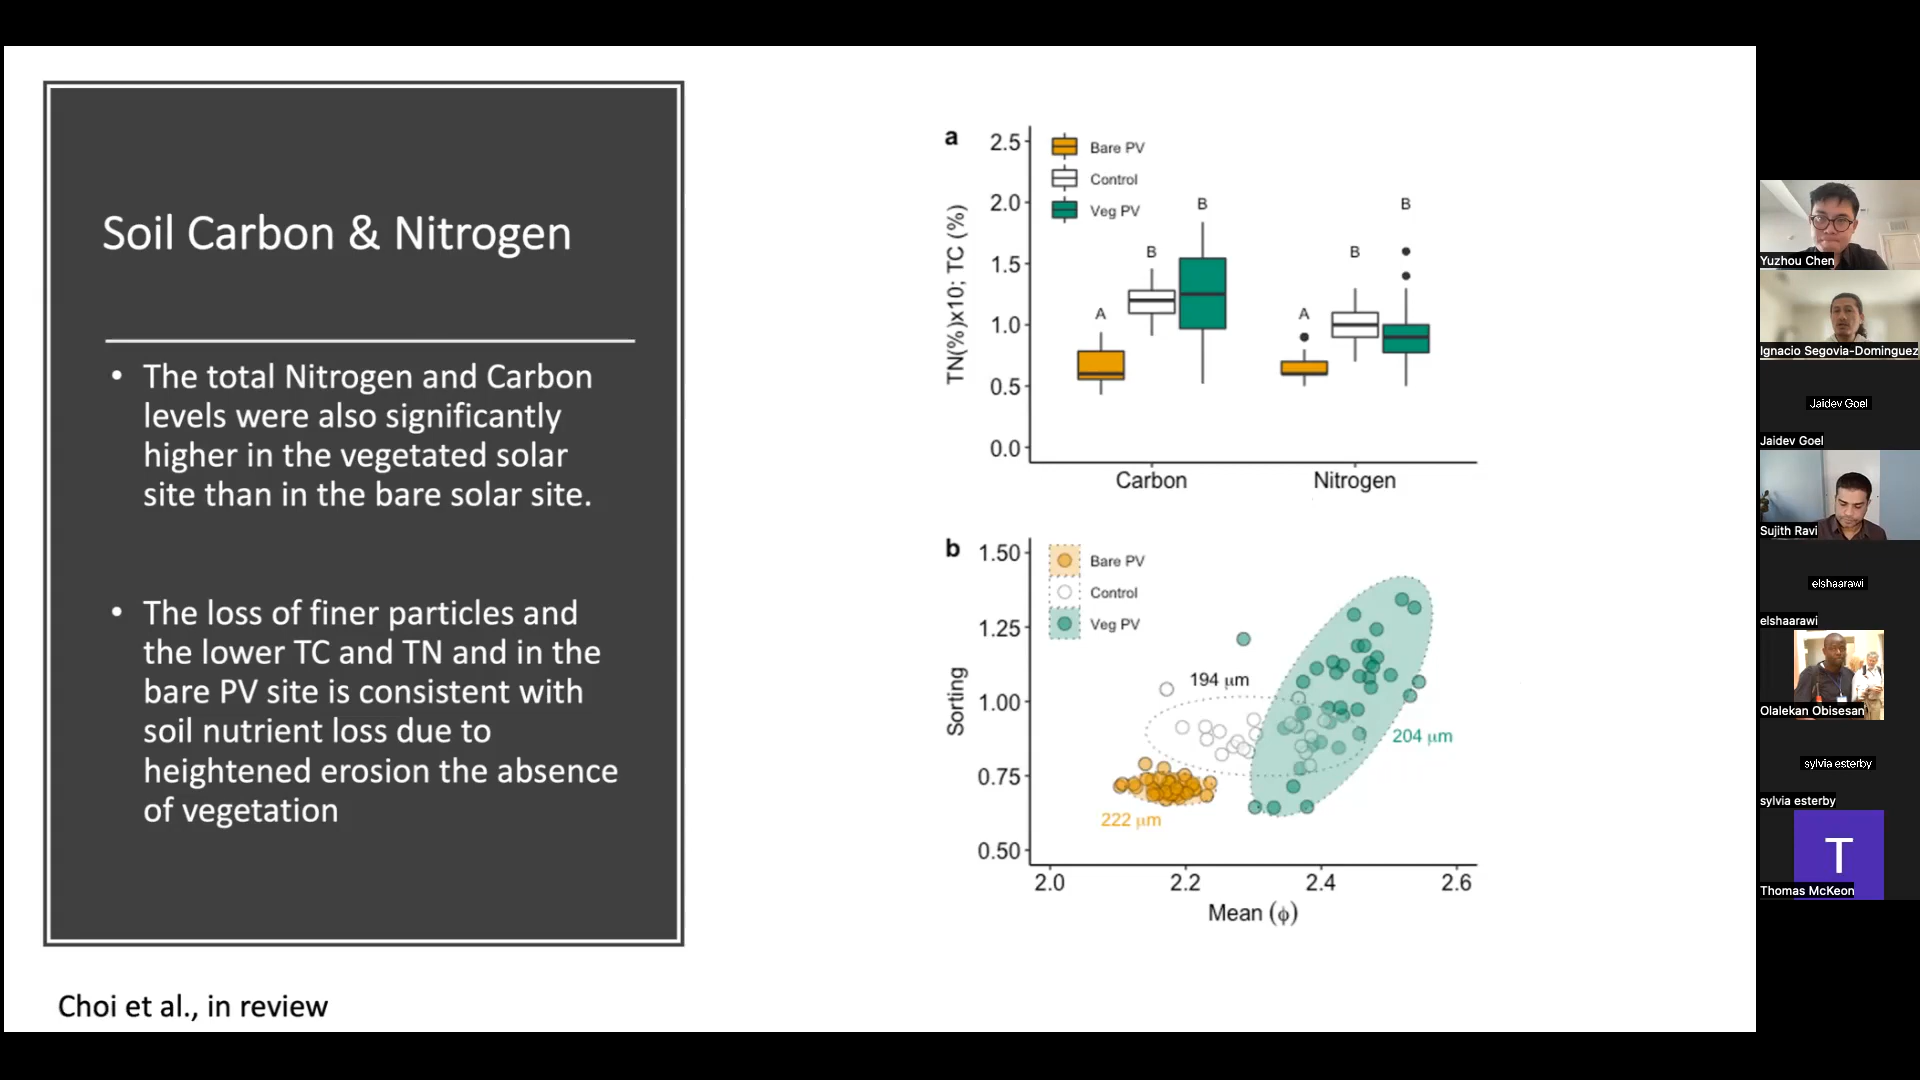 Soil Carbon & Nitrogen
• The total Nitrogen and Carbon
levels were also significantly
higher in the vegetated solar
site than in the bare solar site.
• The loss of finer particles and
the lower TC and TN and in the
bare PV site is consistent with
soil nutrient loss due to
heightened erosion the absence
of vegetation
Choi et al., in review
a
TN(%)x10; TC (%)
2.5
2.0
1.5
1.0
0.5
0.0
Bare PV
Control
Veg PV
A
B
B
A
B
B
Carbon
Nitrogen
b
Sorting
1.50
1.25
1.00
0.75
0.50
Bare PV
Control
Veg PV
194 μm
204 μm
222 μm
2.0
2.2
2.4
2.6
Mean (ϕ)
Yuzhou Chen
Ignacio Segovia-Dominguez
Jaidev Goel
Jaidev Goel
Sujith Ravi
elshaarawi
elshaarawi
Olalekan Obisesan
sylvia esterby
sylvia esterby
T
Thomas McKeon